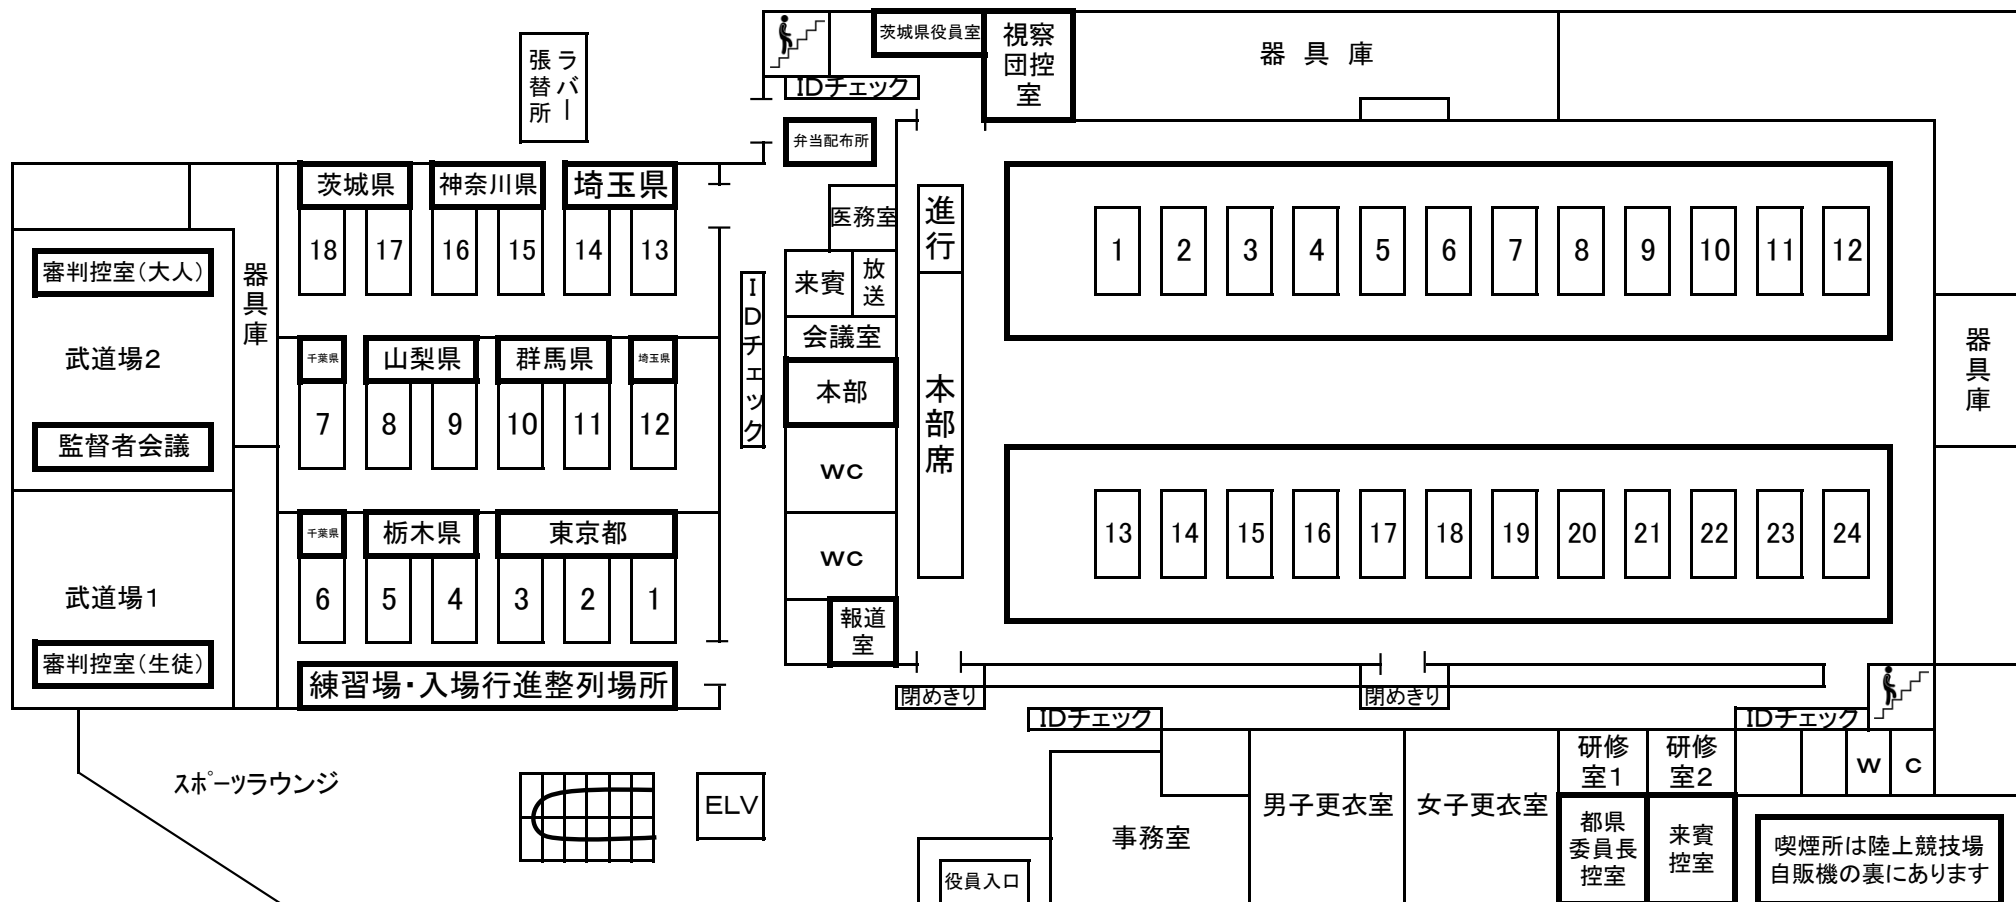 茨城県役員室
視察
団控
室
器 具 庫
ラバー
張替所
IDチェック
弁当配布所
茨城県
神奈川県
埼玉県
18
17
16
15
14
13
医務室
進行
1
2
3
4
5
6
7
8
9
10
11
12
審判控室(大人)
器具庫
IDチェック
来賓
放送
会議室
武道場2
千葉県
山梨県
群馬県
埼玉県
本部
本部席
器具庫
7
8
9
10
11
12
監督者会議
WC
千葉県
栃木県
東京都
WC
13
14
15
16
17
18
19
20
21
22
23
24
武道場1
6
5
4
3
2
1
報道
室
審判控室(生徒)
練習場・入場行進整列場所
閉めきり
閉めきり
IDチェック
IDチェック
スポーツラウンジ
ELV
事務室
男子更衣室
女子更衣室
研修
室1
研修
室2
W
C
都県
委員長
控室
来賓
控室
喫煙所は陸上競技場
自販機の裏にあります
役員入口